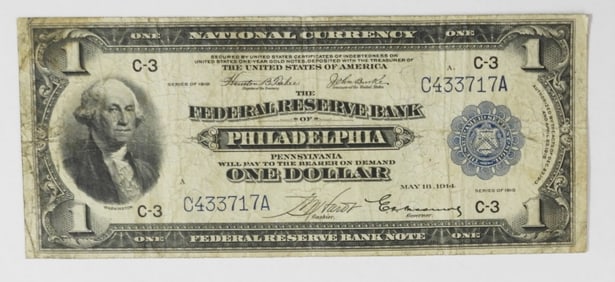 ONE NATIONAL CURRENCY ONE
SECURED BY UNITED STATES CERTIFICATES OF INDEBTEDNESS OR
UNITED STATES ONE-YEAR GOLD NOTES, DEPOSITED WITH THE TREASURER OF
1 C-3 THE UNITED STATES OF AMERICA A. C-3 1
SERIES OF 1918
C433717A
THE
FEDERAL RESERVE BANK
OF
PHILADELPHIA
PENNSYLVANIA
WILL PAY TO THE BEARER ON DEMAND
ONE DOLLAR
A C433717A
MAY 18, 1914.
SERIES OF 1918
WASHINGTON
1 C-3 Cashier. Governor. C-3 1
ONE FEDERAL RESERVE BANK NOTE ONE